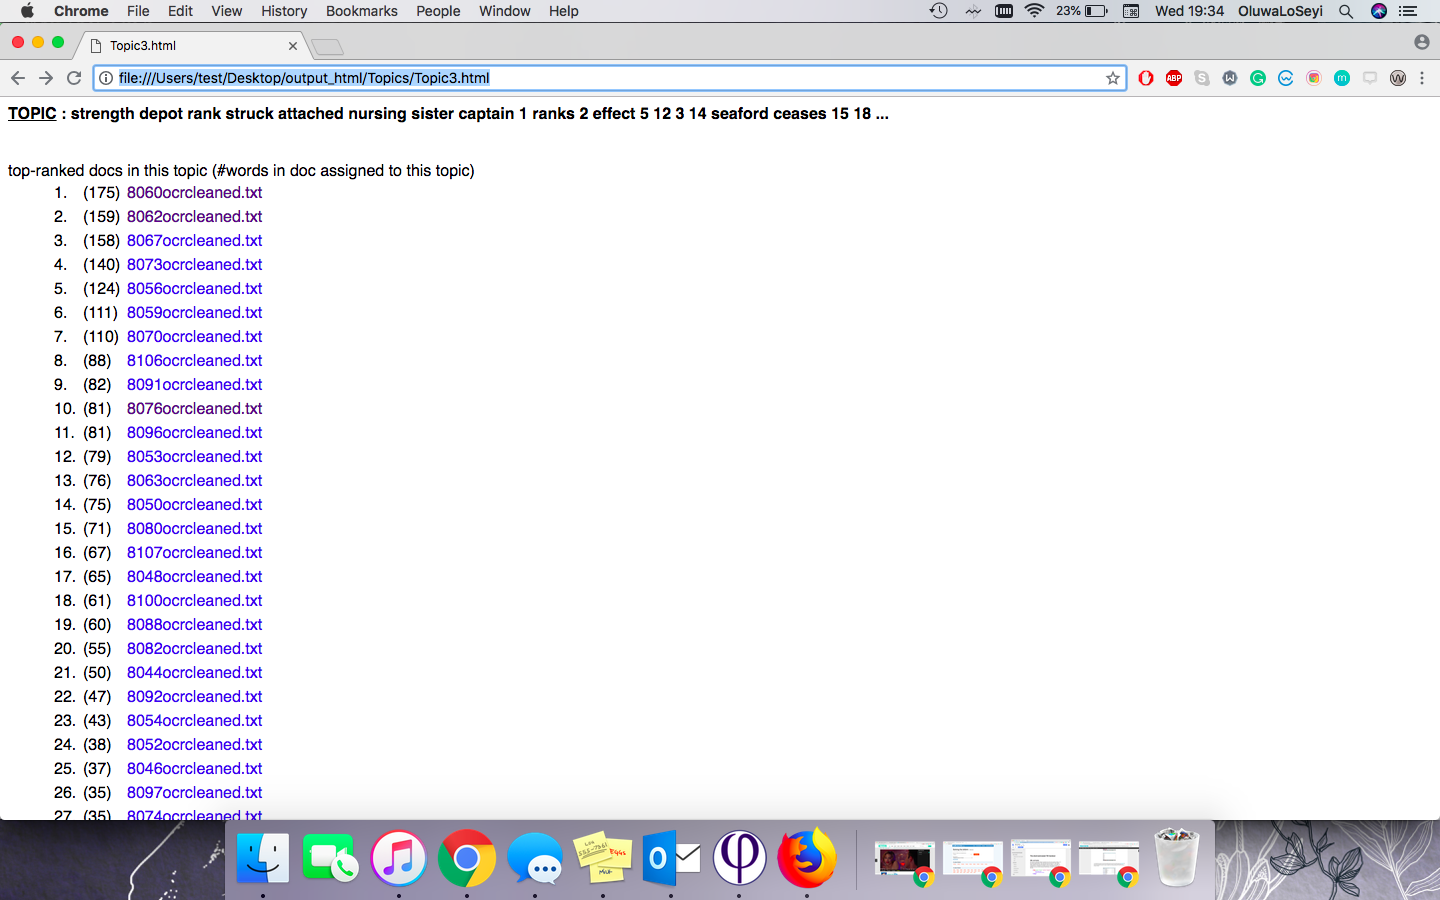 Chrome File Edit View History Bookmarks People Window Help 23% Wed 19:34 OluwaLoSeyi
Topic3.html
file:///Users/test/Desktop/output_html/Topics/Topic3.html
TOPIC : strength depot rank struck attached nursing sister captain 1 ranks 2 effect 5 12 3 14 seaford ceases 15 18 ...
top-ranked docs in this topic (#words in doc assigned to this topic)
1. (175) 8060ocrcleaned.txt
2. (159) 8062ocrcleaned.txt
3. (158) 8067ocrcleaned.txt
4. (140) 8073ocrcleaned.txt
5. (124) 8056ocrcleaned.txt
6. (111) 8059ocrcleaned.txt
7. (110) 8070ocrcleaned.txt
8. (88) 8106ocrcleaned.txt
9. (82) 8091ocrcleaned.txt
10. (81) 8076ocrcleaned.txt
11. (81) 8096ocrcleaned.txt
12. (79) 8053ocrcleaned.txt
13. (76) 8063ocrcleaned.txt
14. (75) 8050ocrcleaned.txt
15. (71) 8080ocrcleaned.txt
16. (67) 8107ocrcleaned.txt
17. (65) 8048ocrcleaned.txt
18. (61) 8100ocrcleaned.txt
19. (60) 8088ocrcleaned.txt
20. (55) 8082ocrcleaned.txt
21. (50) 8044ocrcleaned.txt
22. (47) 8092ocrcleaned.txt
23. (43) 8054ocrcleaned.txt
24. (38) 8052ocrcleaned.txt
25. (37) 8046ocrcleaned.txt
26. (35) 8097ocrcleaned.txt
27. (35) 8074ocrcleaned.txt